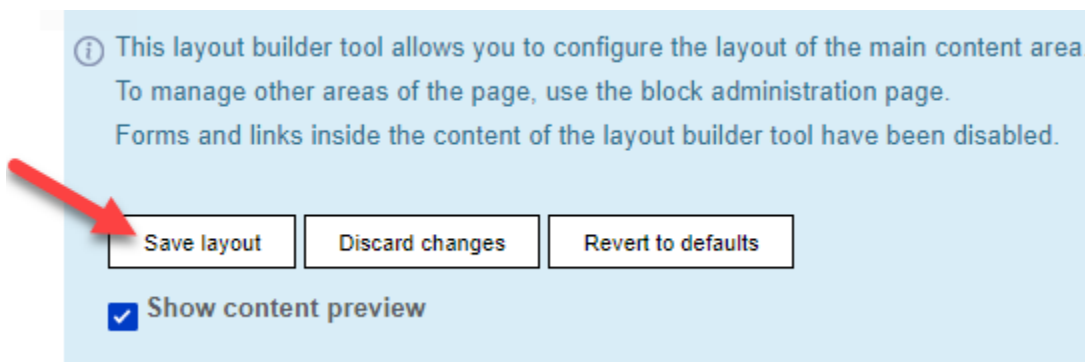 This layout builder tool allows you to configure the layout of the main content area
To manage other areas of the page, use the block administration page.
Forms and links inside the content of the layout builder tool have been disabled.
Save layout Discard changes Revert to defaults
Show content preview